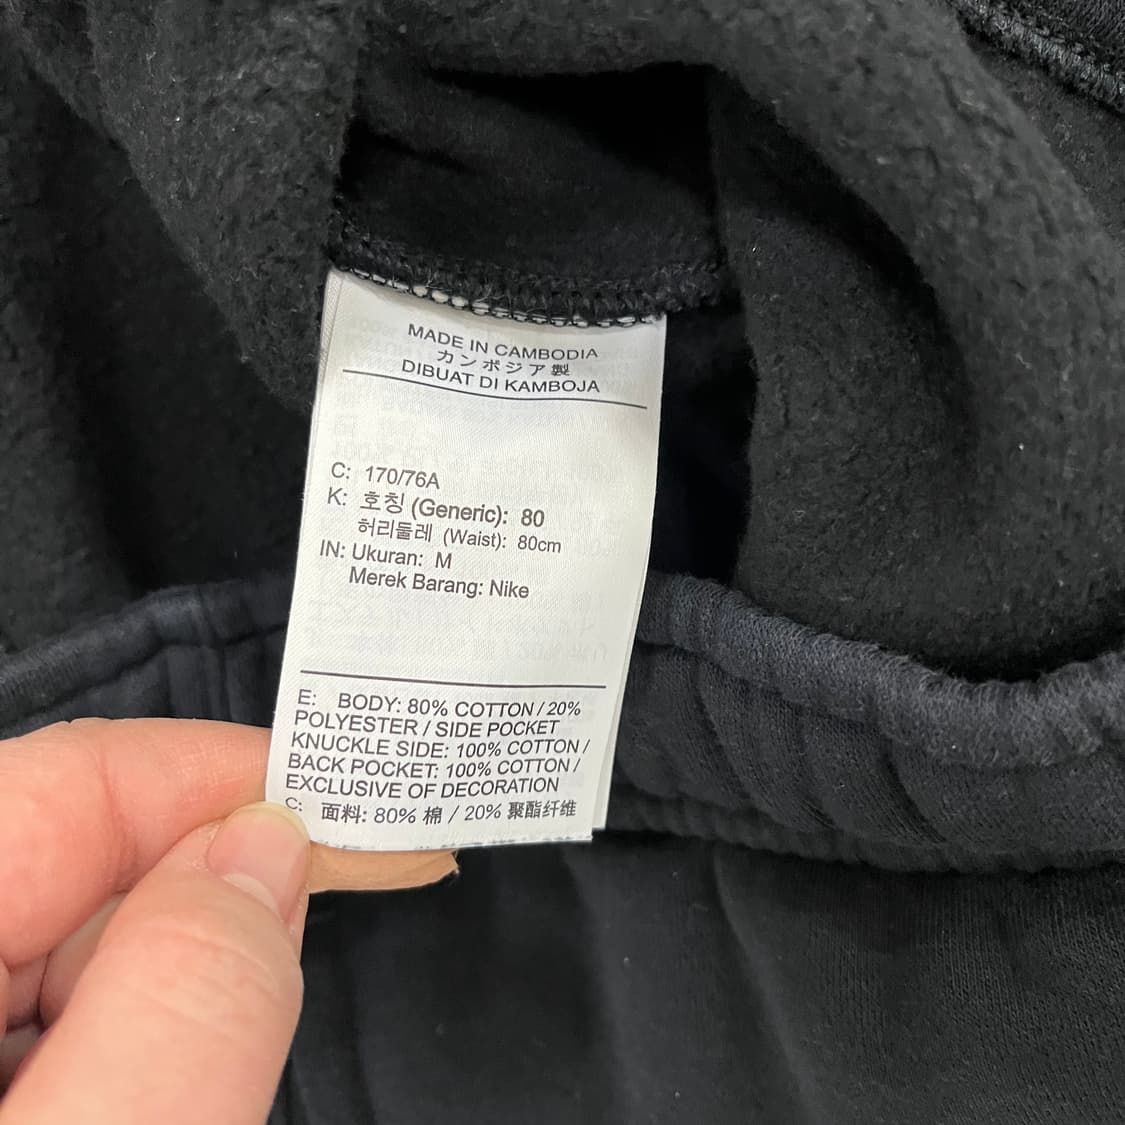 MADE IN CAMBODIA
カンボジア製
DIBUAT DI KAMBOJA
C: 170/76A
K: 호칭 (Generic): 80
허리둘레 (Waist): 80cm
IN: Ukuran: M
Merek Barang: Nike
E: BODY: 80% COTTON / 20%
POLYESTER / SIDE POCKET
KNUCKLE SIDE: 100% COTTON /
BACK POCKET: 100% COTTON /
EXCLUSIVE OF DECORATION
C: 面料: 80% 棉 / 20% 聚酯纤维